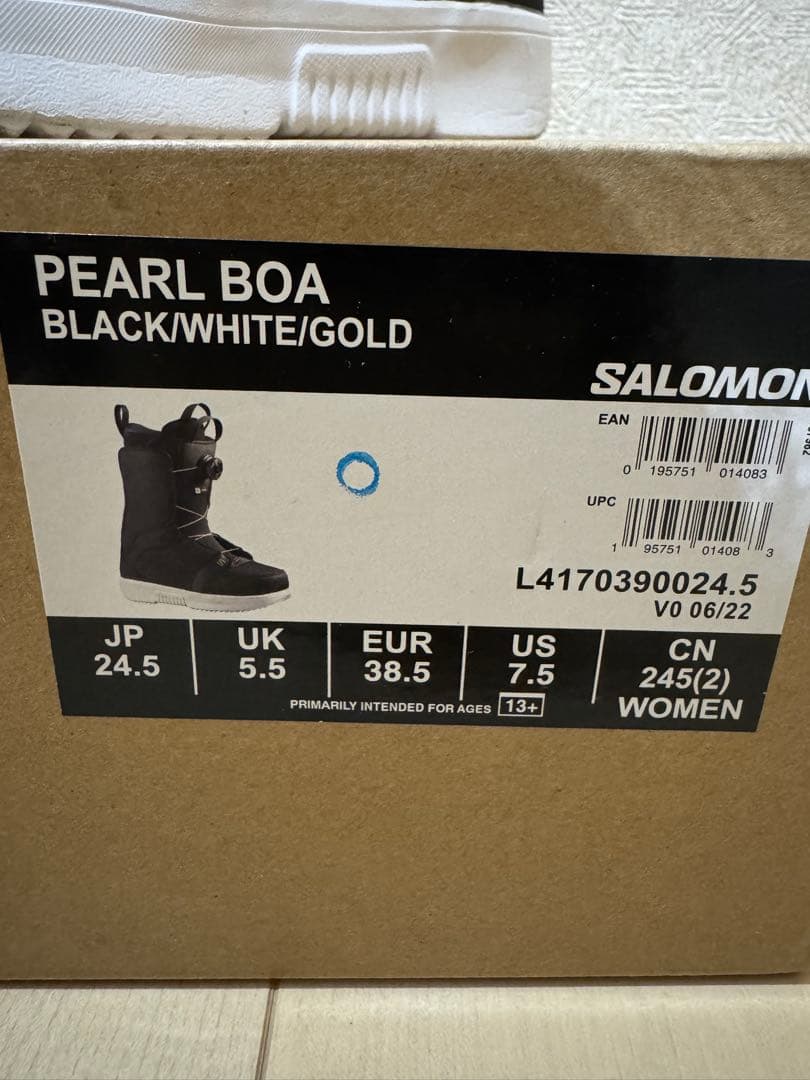 PEARL BOA
BLACK/WHITE/GOLD
SALOMON
EAN
0 195751 014083
UPC
1 95751 01408 3
L4170390024.5
V0 06/22
JP
24.5
UK
5.5
EUR
38.5
US
7.5
CN
245(2)
WOMEN
PRIMARILY INTENDED FOR AGES 13+